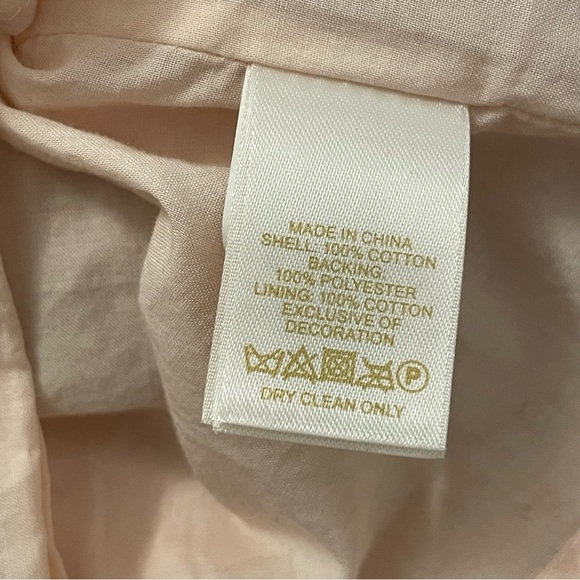 MADE IN CHINA
SHELL: 100% COTTON
BACKING:
100% POLYESTER
LINING: 100% COTTON
EXCLUSIVE OF
DECORATION
P
DRY CLEAN ONLY